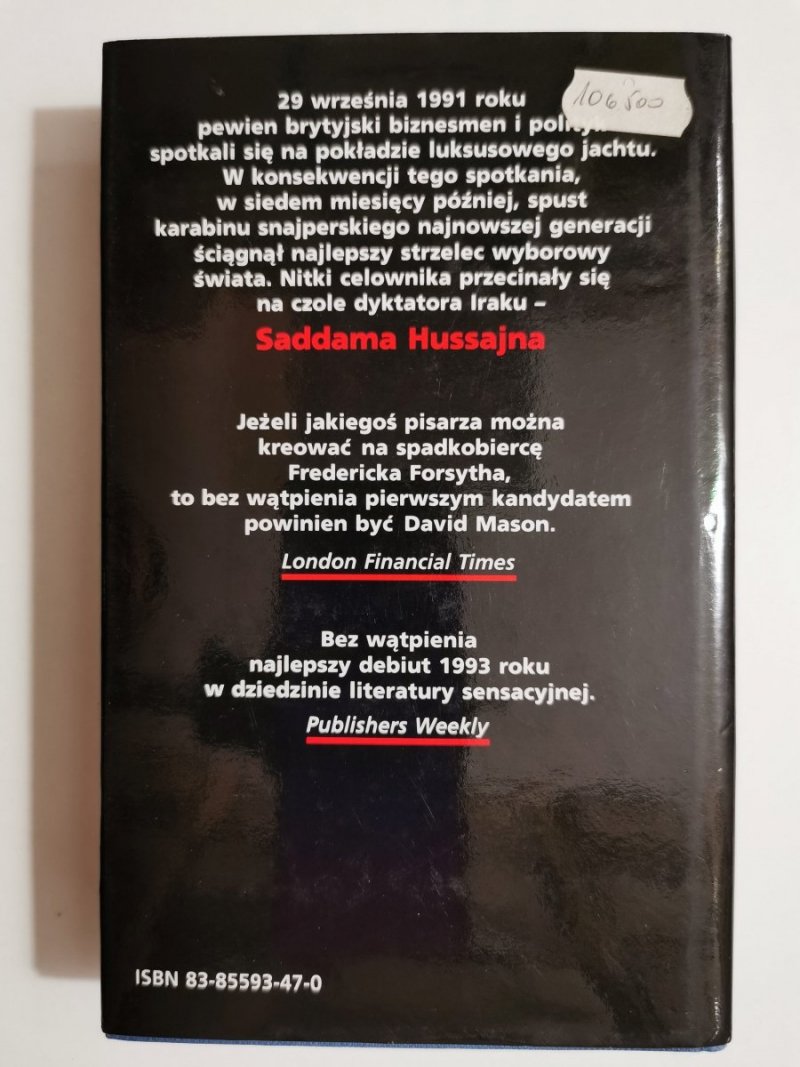 29 września 1991 roku
106500
pewien brytyjski biznesmen i
spotkali się na pokładzie luksusowego jachtu.
W konsekwencji tego spotkania,
w siedem miesięcy później, spust
karabinu snajperskiego najnowszej generacji
ściągnął najlepszy strzelec wyborowy
świata. Nitki celownika przecinały się
na czole dyktatora Iraku –
Saddama Hussajna
Jeżeli jakiegoś pisarza można
kreować na spadkobiercę
Fredericka Forsytha,
to bez wątpienia pierwszym kandydatem
powinien być David Mason.
London Financial Times
Bez wątpienia
najlepszy debiut 1993 roku
w dziedzinie literatury sensacyjnej.
Publishers Weekly
ISBN 83-85593-47-0